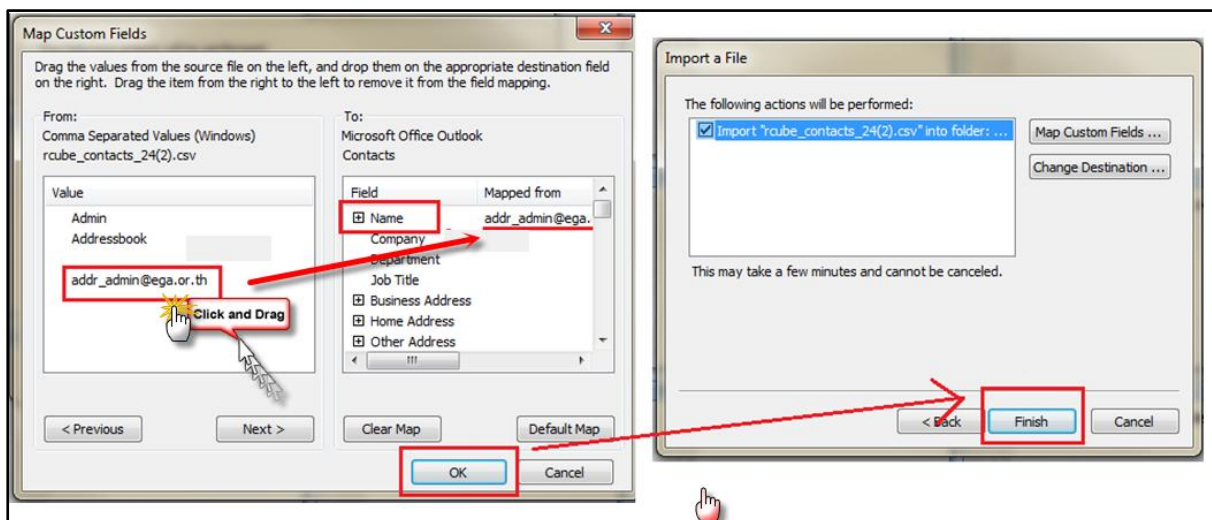 Map Custom Fields
Drag the values from the source file on the left, and drop them on the appropriate destination field
on the right. Drag the item from the right to the left to remove it from the field mapping.
From:
Comma Separated Values (Windows)
rcube_contacts_24(2).csv
Value
Admin
Addressbook
addr_admin@ega.or.th
Click and Drag
< Previous
Next >
To:
Microsoft Office Outlook
Contacts
Field Mapped from
Name addr_admin@ega.
Company
Department
Job Title
Business Address
Home Address
Other Address
Clear Map
Default Map
OK
Cancel
Import a File
The following actions will be performed:
Import "rcube_contacts_24(2).csv" into folder: ...
Map Custom Fields ...
Change Destination ...
This may take a few minutes and cannot be canceled.
< Back
Finish
Cancel